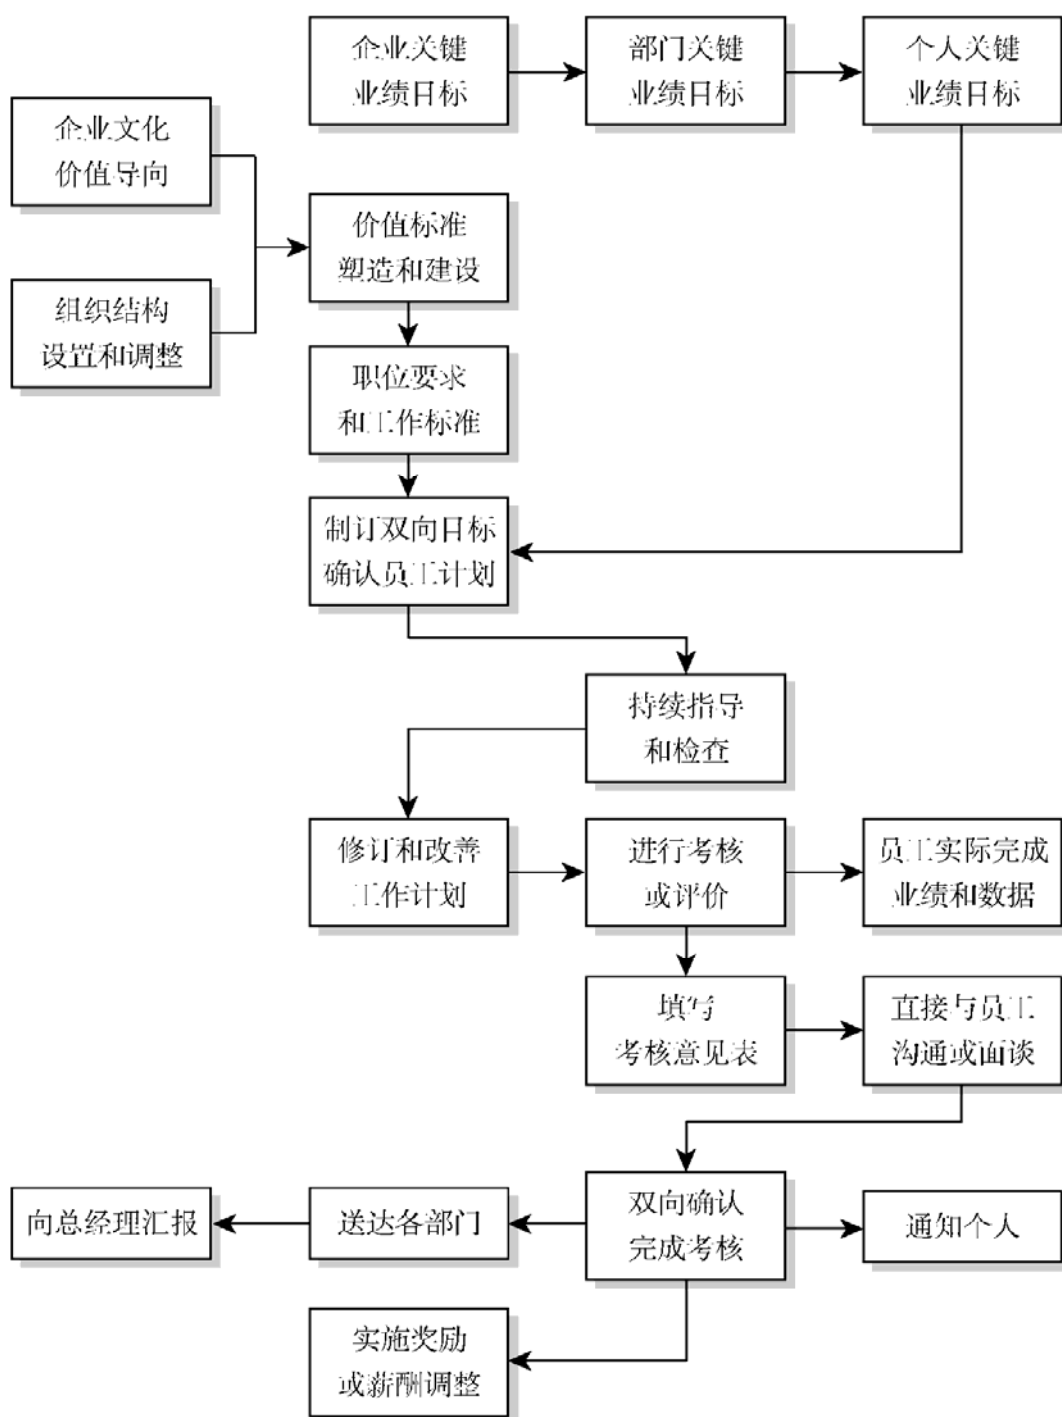 企业关键
业绩目标
部门关键
业绩目标
个人关键
业绩目标
企业文化
价值导向
价值标准
塑造和建设
组织结构
设置和调整
职位要求
和工作标准
制订双向目标
确认员工计划
持续指导
和检查
修订和改善
工作计划
进行考核
或评价
员工实际完成
业绩和数据
填写
考核意见表
直接与员工
沟通或面谈
向总经理汇报
送达各部门
双向确认
完成考核
通知个人
实施奖励
或薪酬调整